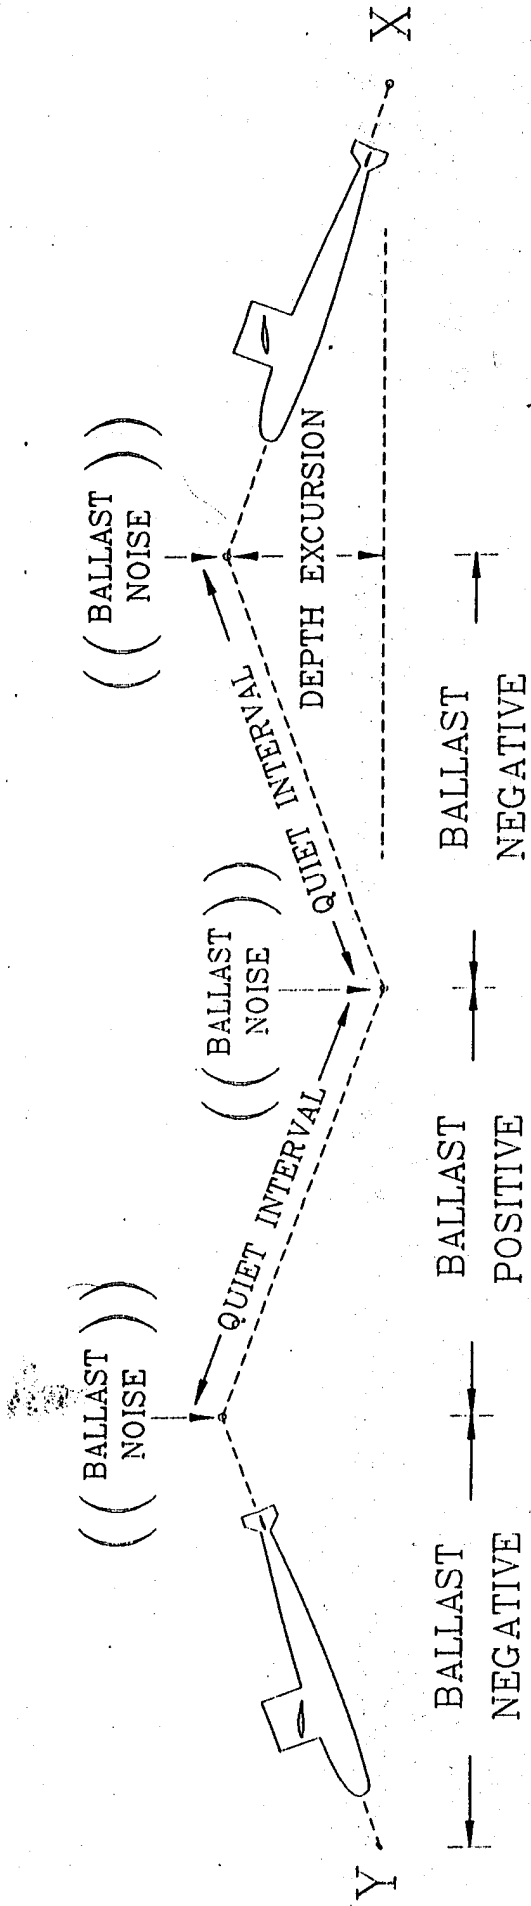 BALLAST
NOISE
BALLAST
NOISE
BALLAST
NOISE
QUIET INTERVAL
QUIET INTERVAL
DEPTH EXCURSION
Y
X
BALLAST
NEGATIVE
BALLAST
POSITIVE
BALLAST
NEGATIVE